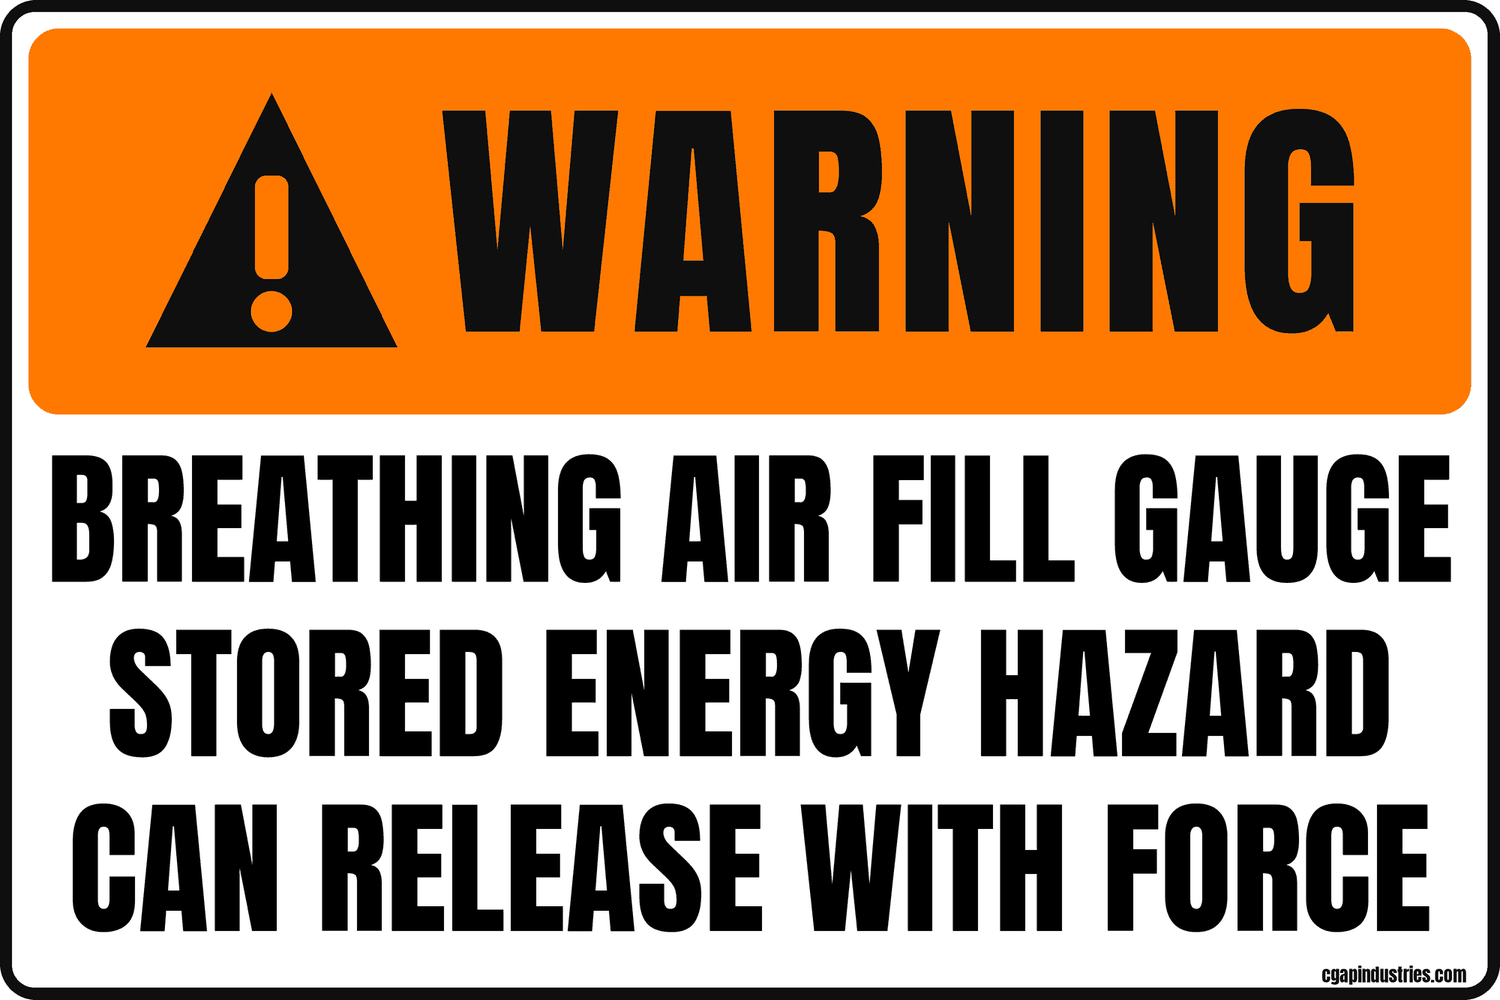 WARNING
BREATHING AIR FILL GAUGE
STORED ENERGY HAZARD
CAN RELEASE WITH FORCE
cgapindustries.com